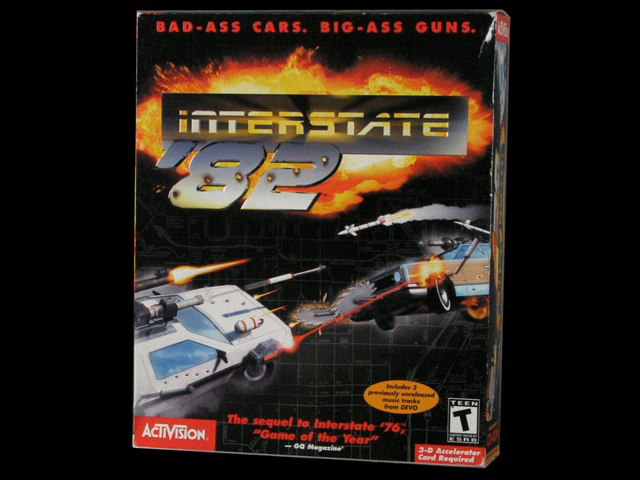 BAD-ASS CARS. BIG-ASS GUNS.
INTERSTATE
'82
Includes 3
previously unreleased
music tracks
from DEVO
The sequel to Interstate '76,
"Game of the Year"
— GQ Magazine
ACTIVISION.
TEEN
T
ESRB
3-D Accelerator
Card Required